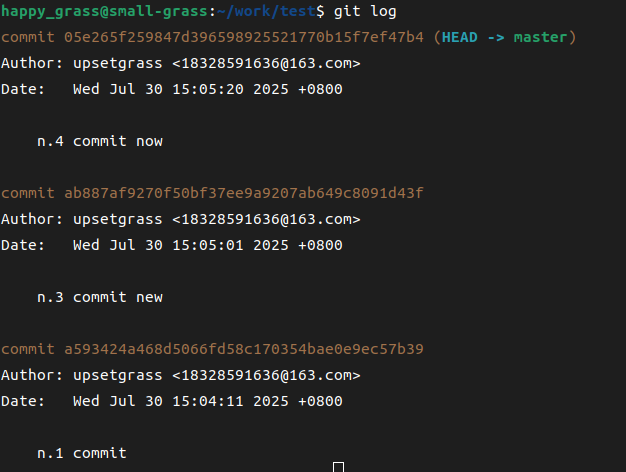 happy_grass@small-grass:~/work/test$ git log
commit 05e265f259847d396598925521770b15f7ef47b4 (HEAD -> master)
Author: upsetgrass <18328591636@163.com>
Date:   Wed Jul 30 15:05:20 2025 +0800
n.4 commit now
commit ab887af9270f50bf37ee9a9207ab649c8091d43f
Author: upsetgrass <18328591636@163.com>
Date:   Wed Jul 30 15:05:01 2025 +0800
n.3 commit new
commit a593424a468d5066fd58c170354bae0e9ec57b39
Author: upsetgrass <18328591636@163.com>
Date:   Wed Jul 30 15:04:11 2025 +0800
n.1 commit